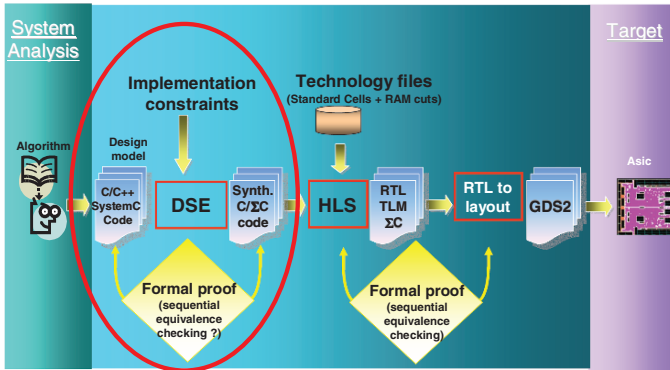 System
Analysis
Target
Implementation
constraints
Technology files
(Standard Cells + RAM cuts)
Algorithm
Design
model
C/C++
SystemC
Code
DSE
Synth.
C/ΣC
code
HLS
RTL
TLM
ΣC
RTL to
layout
GDS2
Asic
Formal proof
(sequential
equivalence
checking ?)
Formal proof
(sequential
equivalence
checking)